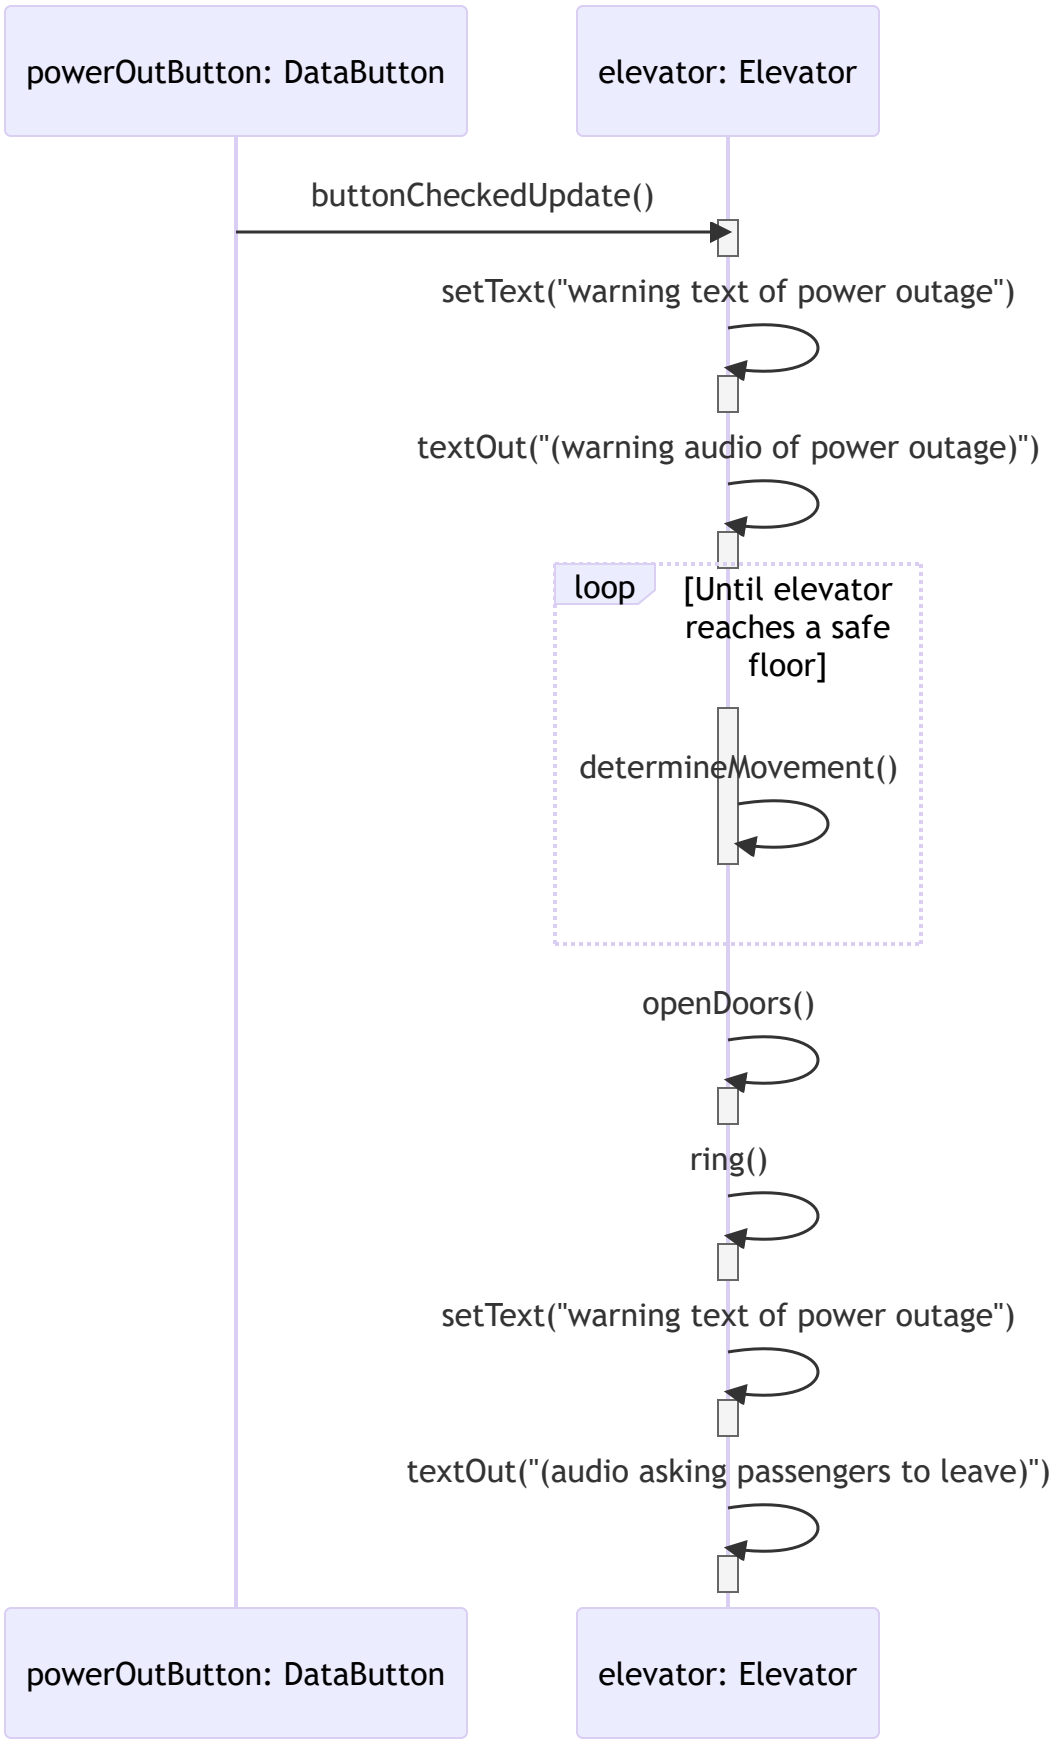 powerOutButton: DataButton
elevator: Elevator
buttonCheckedUpdate()
setText("warning text of power outage")
textOut("(warning audio of power outage)")
loop
[Until elevator
reaches a safe
floor]
determineMovement()
openDoors()
ring()
setText("warning text of power outage")
textOut("(audio asking passengers to leave)")
powerOutButton: DataButton
elevator: Elevator